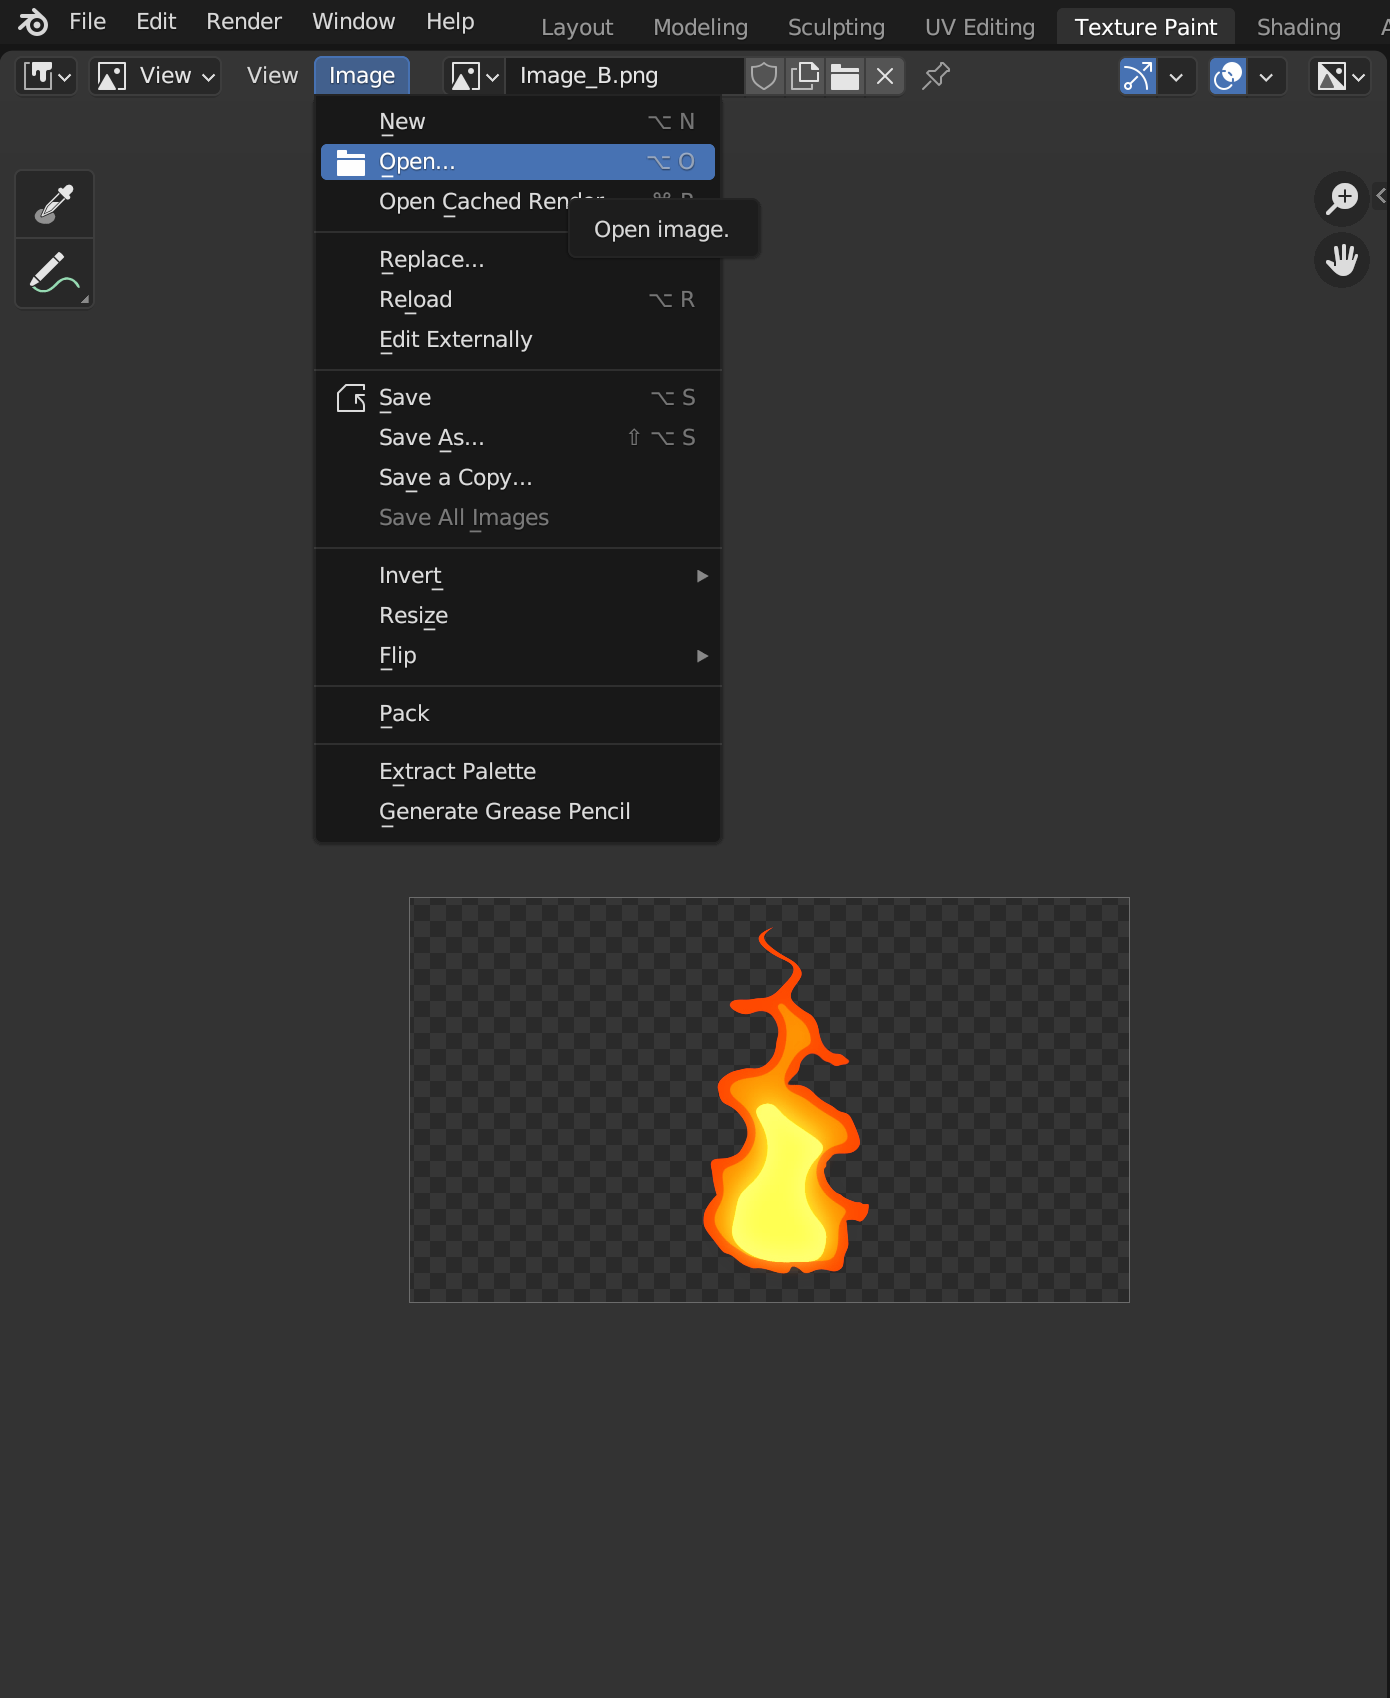 File Edit Render Window Help Layout Modeling Sculpting UV Editing Texture Paint Shading
View View Image Image_B.png
New ⌥ N
Open... ⌥ O
Open Cached Render
Open image.
Replace...
Reload ⌥ R
Edit Externally
Save ⌥ S
Save As... ⇧ ⌥ S
Save a Copy...
Save All Images
Invert
Resize
Flip
Pack
Extract Palette
Generate Grease Pencil